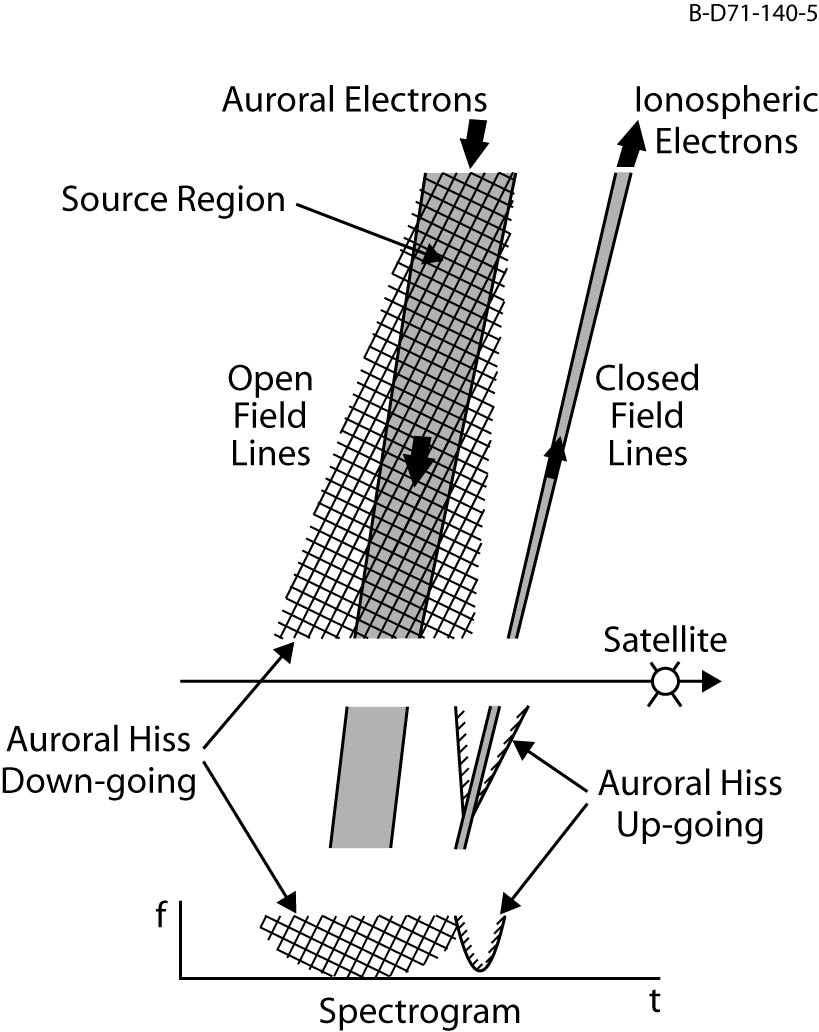 B-D71-140-5
Auroral Electrons
Ionospheric
Electrons
Source Region
Open
Field
Lines
Closed
Field
Lines
Satellite
Auroral Hiss
Down-going
Auroral Hiss
Up-going
f
t
Spectrogram